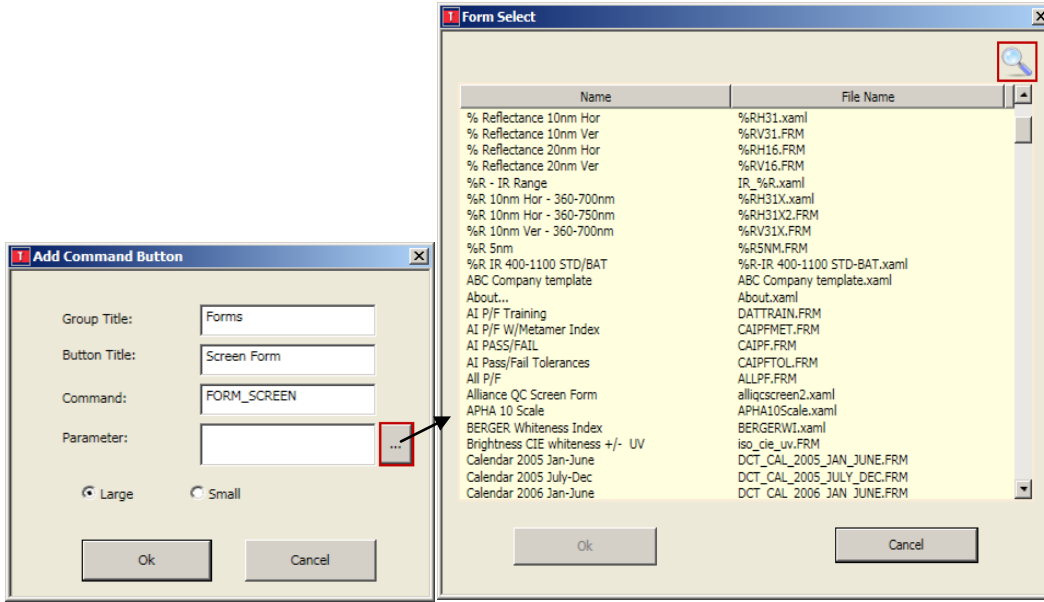 T Form Select
Name File Name
% Reflectance 10nm Hor %RH31.xaml
% Reflectance 10nm Ver %RV31.FRM
% Reflectance 20nm Hor %RH16.FRM
% Reflectance 20nm Ver %RV16.FRM
%R - IR Range IR_%R.xaml
%R 10nm Hor - 360-700nm %RH31X.xaml
%R 10nm Hor - 360-750nm %RH31X2.FRM
%R 10nm Ver - 360-700nm %RV31X.FRM
%R 5nm %R5NM.FRM
%R IR 400-1100 STD/BAT %R-IR 400-1100 STD-BAT.xaml
ABC Company template ABC Company template.xaml
About... About.xaml
AI P/F Training DATTRAIN.FRM
AI P/F W/Metamer Index CAIPFMET.FRM
AI PASS/FAIL CAIPF.FRM
AI Pass/Fail Tolerances CAIPFTOL.FRM
All P/F ALLPF.FRM
Alliance QC Screen Form alliqcscreen2.xaml
APHA 10 Scale APHA10Scale.xaml
BERGER Whiteness Index BERGERWI.xaml
Brightness CIE whiteness +/- UV iso_cie_uv.FRM
Calendar 2005 Jan-June DCT_CAL_2005_JAN_JUNE.FRM
Calendar 2005 July-Dec DCT_CAL_2005_JULY_DEC.FRM
Calendar 2006 Jan-June DCT_CAL_2006_JAN_JUNE.FRM
Ok Cancel
T Add Command Button
Group Title: Forms
Button Title: Screen Form
Command: FORM_SCREEN
Parameter: ...
Large Small
Ok Cancel